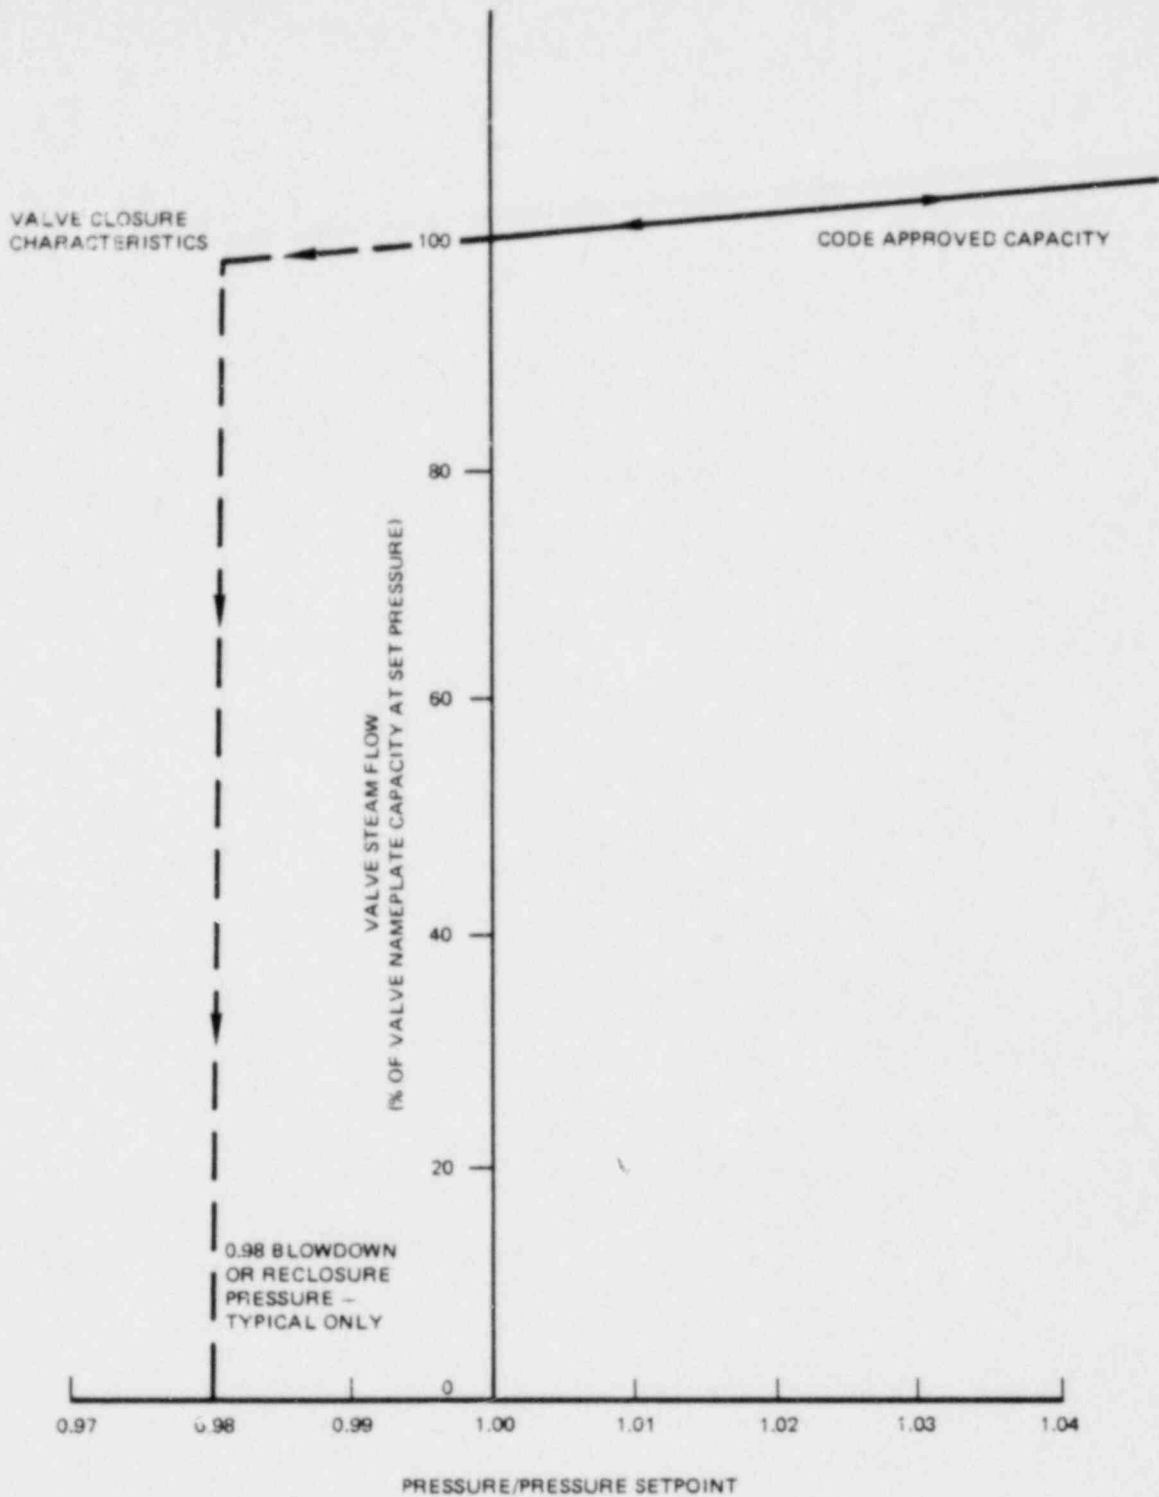 VALVE CLOSURE
CHARACTERISTICS
100
CODE APPROVED CAPACITY
80
60
40
20
0
VALVE STEAM FLOW
(% OF VALVE NAMEPLATE CAPACITY AT SET PRESSURE)
0.98 BLOWDOWN
OR RECLOSURE
PRESSURE –
TYPICAL ONLY
0.97 0.98 0.99 1.00 1.01 1.02 1.03 1.04
PRESSURE/PRESSURE SETPOINT